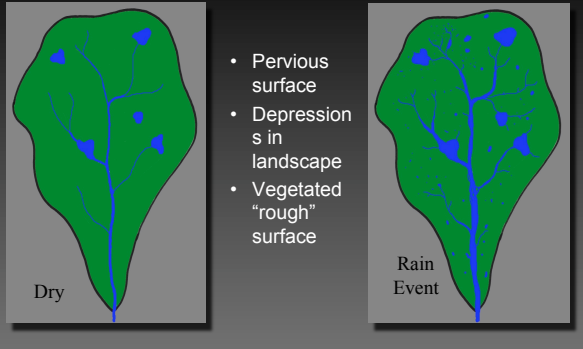 Dry
• Pervious
surface
• Depression
s in
landscape
• Vegetated
“rough”
surface
Rain
Event